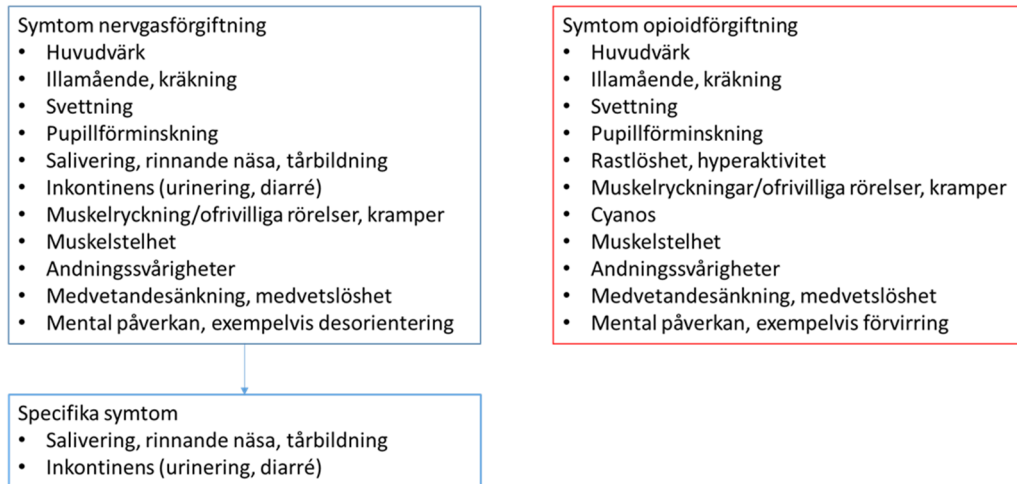 Symtom nervgasförgiftning
• Huvudvärk
• Illamående, kräkning
• Svettning
• Pupillförminskning
• Salivering, rinnande näsa, tårbildning
• Inkontinens (urinering, diarré)
• Muskelryckning/ofrivilliga rörelser, kramper
• Muskelstelhet
• Andningssvårigheter
• Medvetandesänkning, medvetslöshet
• Mental påverkan, exempelvis desorientering
Symtom opioidförgiftning
• Huvudvärk
• Illamående, kräkning
• Svettning
• Pupillförminskning
• Rastlöshet, hyperaktivitet
• Muskelryckningar/ofrivilliga rörelser, kramper
• Cyanos
• Muskelstelhet
• Andningssvårigheter
• Medvetandesänkning, medvetslöshet
• Mental påverkan, exempelvis förvirring
Specifika symtom
• Salivering, rinnande näsa, tårbildning
• Inkontinens (urinering, diarré)